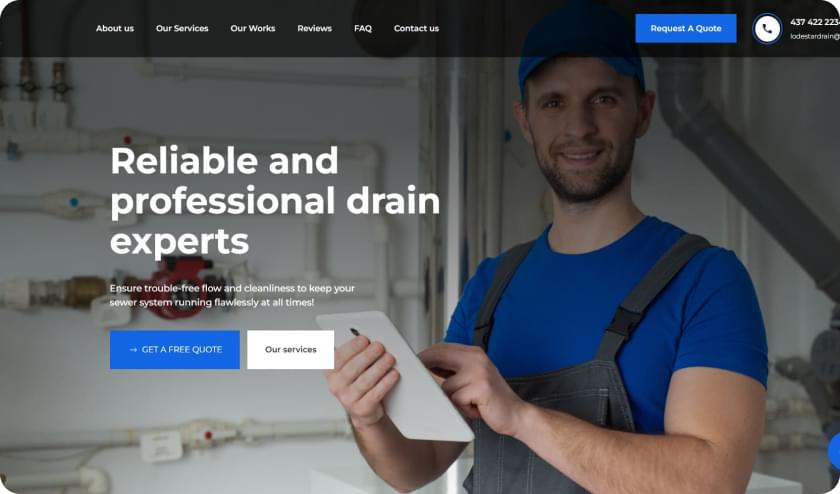 About us
Our Services
Our Works
Reviews
FAQ
Contact us
Request A Quote
437 422 223
lodestardrain@
Reliable and
professional drain
experts
Ensure trouble-free flow and cleanliness to keep your
sewer system running flawlessly at all times!
→ GET A FREE QUOTE
Our services